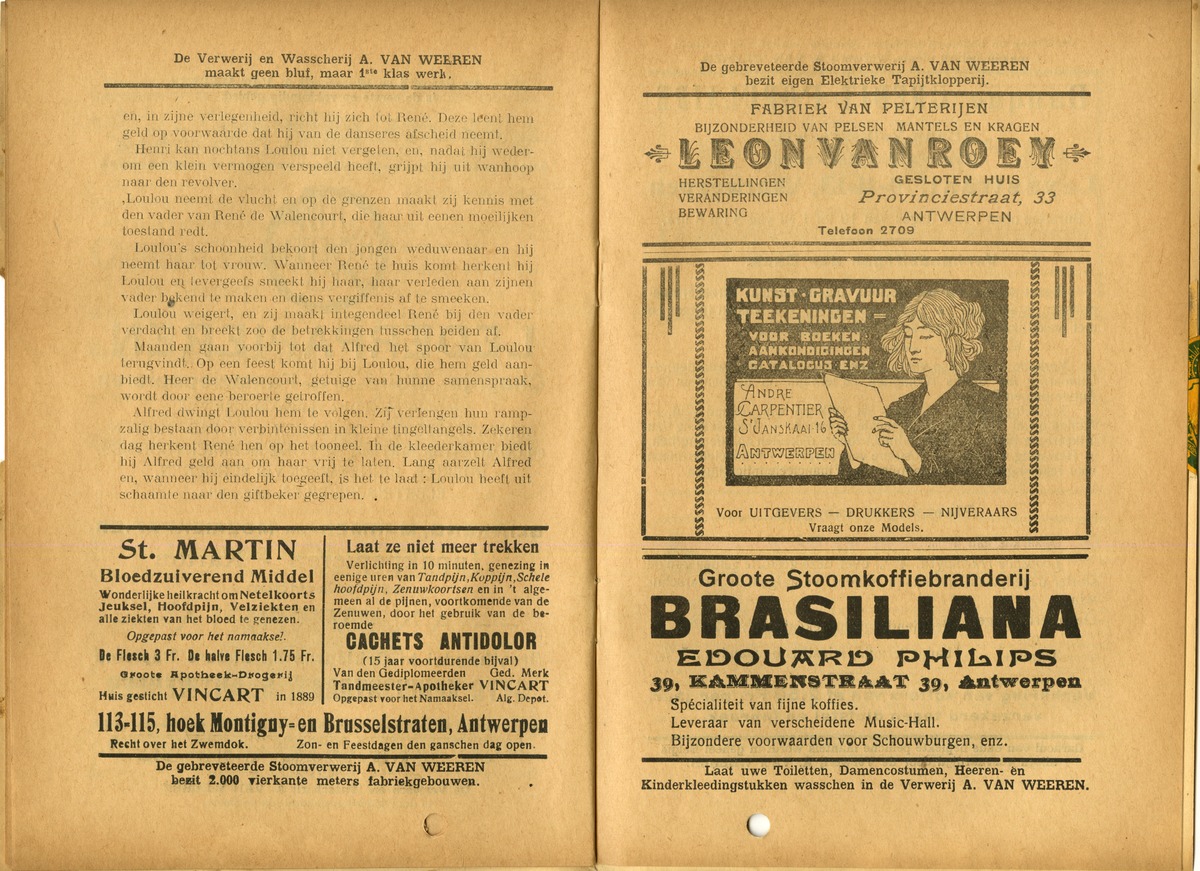 De Verwerij en Wasscherij A. VAN WEEREN
maakt geen bluf, maar 1ste klas werk.
en, in zijne verlegenheid, richt hij zich tot René. Deze leent hem
geld op voorwaarde dat hij van de danseres afscheid neemt.
Henri kan nochtans Loulou niet vergeten, en, nadat hij weder-
om een klein vermogen verspeeld heeft, grijpt hij uit wanhoop
naar den revolver.
Loulou neemt de vlucht en op de grenzen maakt zij kennis met
den vader van René de Walencourt, die haar uit eenen moeilijken
toestand redt.
Loulou's schoonheid bekoort den jongen weduwenaar en hij
neemt haar tot vrouw. Wanneer René te huis komt herkent hij
Loulou en tevergeefs smeekt hij haar, haar verleden aan zijnen
vader bekend te maken en diens vergiffenis af te smeeken.
Loulou weigert, en zij maakt integendeel René bij den vader
verdacht en breekt zoo de betrekkingen tusschen beiden af.
Maanden gaan voorbij tot dat Alfred het spoor van Loulou
terugvindt. Op een feest komt hij bij Loulou, die hem geld aan-
biedt. Heer de Walencourt, getuige van hunne samenspraak,
wordt door eene beroerte getroffen.
Alfred dwingt Loulou hem te volgen. Zij verlengen hun ramp-
zalig bestaan door verbintenissen in kleine tingeltangels. Zekeren
dag herkent René hen op het tooneel. In de kleederkamer biedt
hij Alfred geld aan om haar vrij te laten. Lang aarzelt Alfred
en, wanneer hij eindelijk toegeeft, is het te laat : Loulou heeft uit
schaamte naar den giftbeker gegrepen.
St. MARTIN
Bloedzuiverend Middel
Wonderlijke heilkracht om Netelkoorts
Jeuksel, Hoofdpijn, Velziekten en
alle ziekten van het bloed te genezen.
Opgepast voor het namaaksel.
De Flesch 3 Fr. De halve Flesch 1.75 Fr.
Groote Apotheek-Drogerij
Huis gesticht VINCART in 1889
Laat ze niet meer trekken
Verlichting in 10 minuten, genezing in
eenige uren van Tandpijn, Koppijn, Schele
hoofdpijn, Zenuwkoortsen en in 't alge-
meen al de pijnen, voortkomende van de
Zenuwen, door het gebruik van de be-
roemde
CACHETS ANTIDOLOR
(15 jaar voortdurende bijval)
Van den Gediplomeerden Ged. Merk
Tandmeester-Apotheker VINCART
Opgepast voor het Namaaksel. Alg. Depot.
113-115, hoek Montigny= en Brusselstraten, Antwerpen
Recht over het Zwemdok. Zon- en Feestdagen den ganschen dag open.
De gebreveteerde Stoomverwerij A. VAN WEEREN
bezit 2.000 vierkante meters fabriekgebouwen.
De gebreveteerde Stoomverwerij A. VAN WEEREN
bezit eigen Elektrieke Tapijtklopperij.
FABRIEK VAN PELTERIJEN
BIJZONDERHEID VAN PELSEN MANTELS EN KRAGEN
LEON VAN ROEY
HERSTELLINGEN
VERANDERINGEN
BEWARING
GESLOTEN HUIS
Provinciestraat, 33
ANTWERPEN
Telefoon 2709
KUNST-GRAVUUR
TEEKENINGEN =
VOOR BOEKEN
AANKONDIGINGEN
CATALOGUS ENZ
ANDRE
CARPENTIER
St JANSKAAI 16
ANTWERPEN
Voor UITGEVERS — DRUKKERS — NIJVERAARS
Vraagt onze Models.
Groote Stoomkoffiebranderij
BRASILIANA
EDOUARD PHILIPS
39, KAMMENSTRAAT 39, Antwerpen
Spécialiteit van fijne koffies.
Leveraar van verscheidene Music-Hall.
Bijzondere voorwaarden voor Schouwburgen, enz.
Laat uwe Toiletten, Damencostumen, Heeren- en
Kinderkleedingstukken wasschen in de Verwerij A. VAN WEEREN.